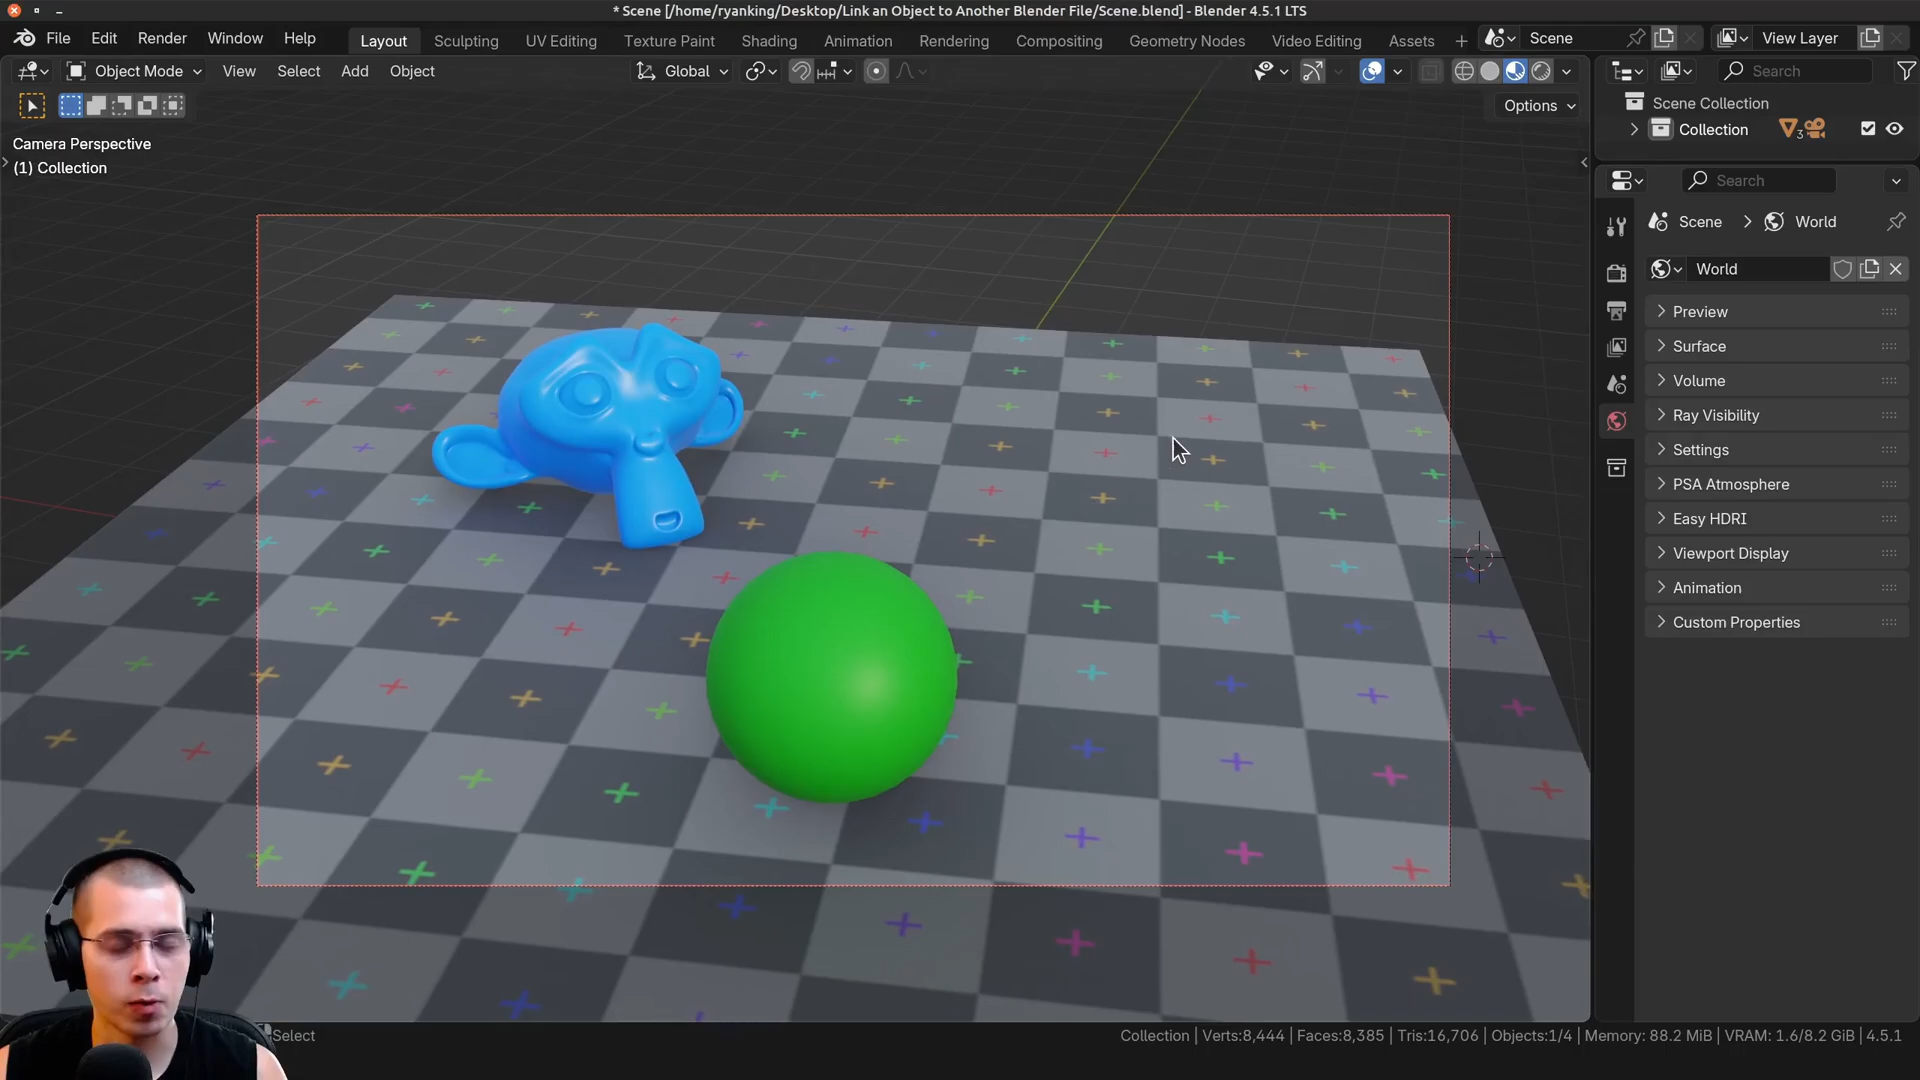 * Scene [/home/ryanking/Desktop/Link an Object to Another Blender File/Scene.blend] - Blender 4.5.1 LTS
File Edit Render Window Help Layout Sculpting UV Editing Texture Paint Shading Animation Rendering Compositing Geometry Nodes Video Editing Assets + Scene View Layer
Object Mode View Select Add Object Global Search
Options
Scene Collection
Collection 3
Camera Perspective
(1) Collection
Search
Scene > World
World
Preview
Surface
Volume
Ray Visibility
Settings
PSA Atmosphere
Easy HDRI
Viewport Display
Animation
Custom Properties
Select
Collection | Verts:8,444 | Faces:8,385 | Tris:16,706 | Objects:1/4 | Memory: 88.2 MiB | VRAM: 1.6/8.2 GiB | 4.5.1